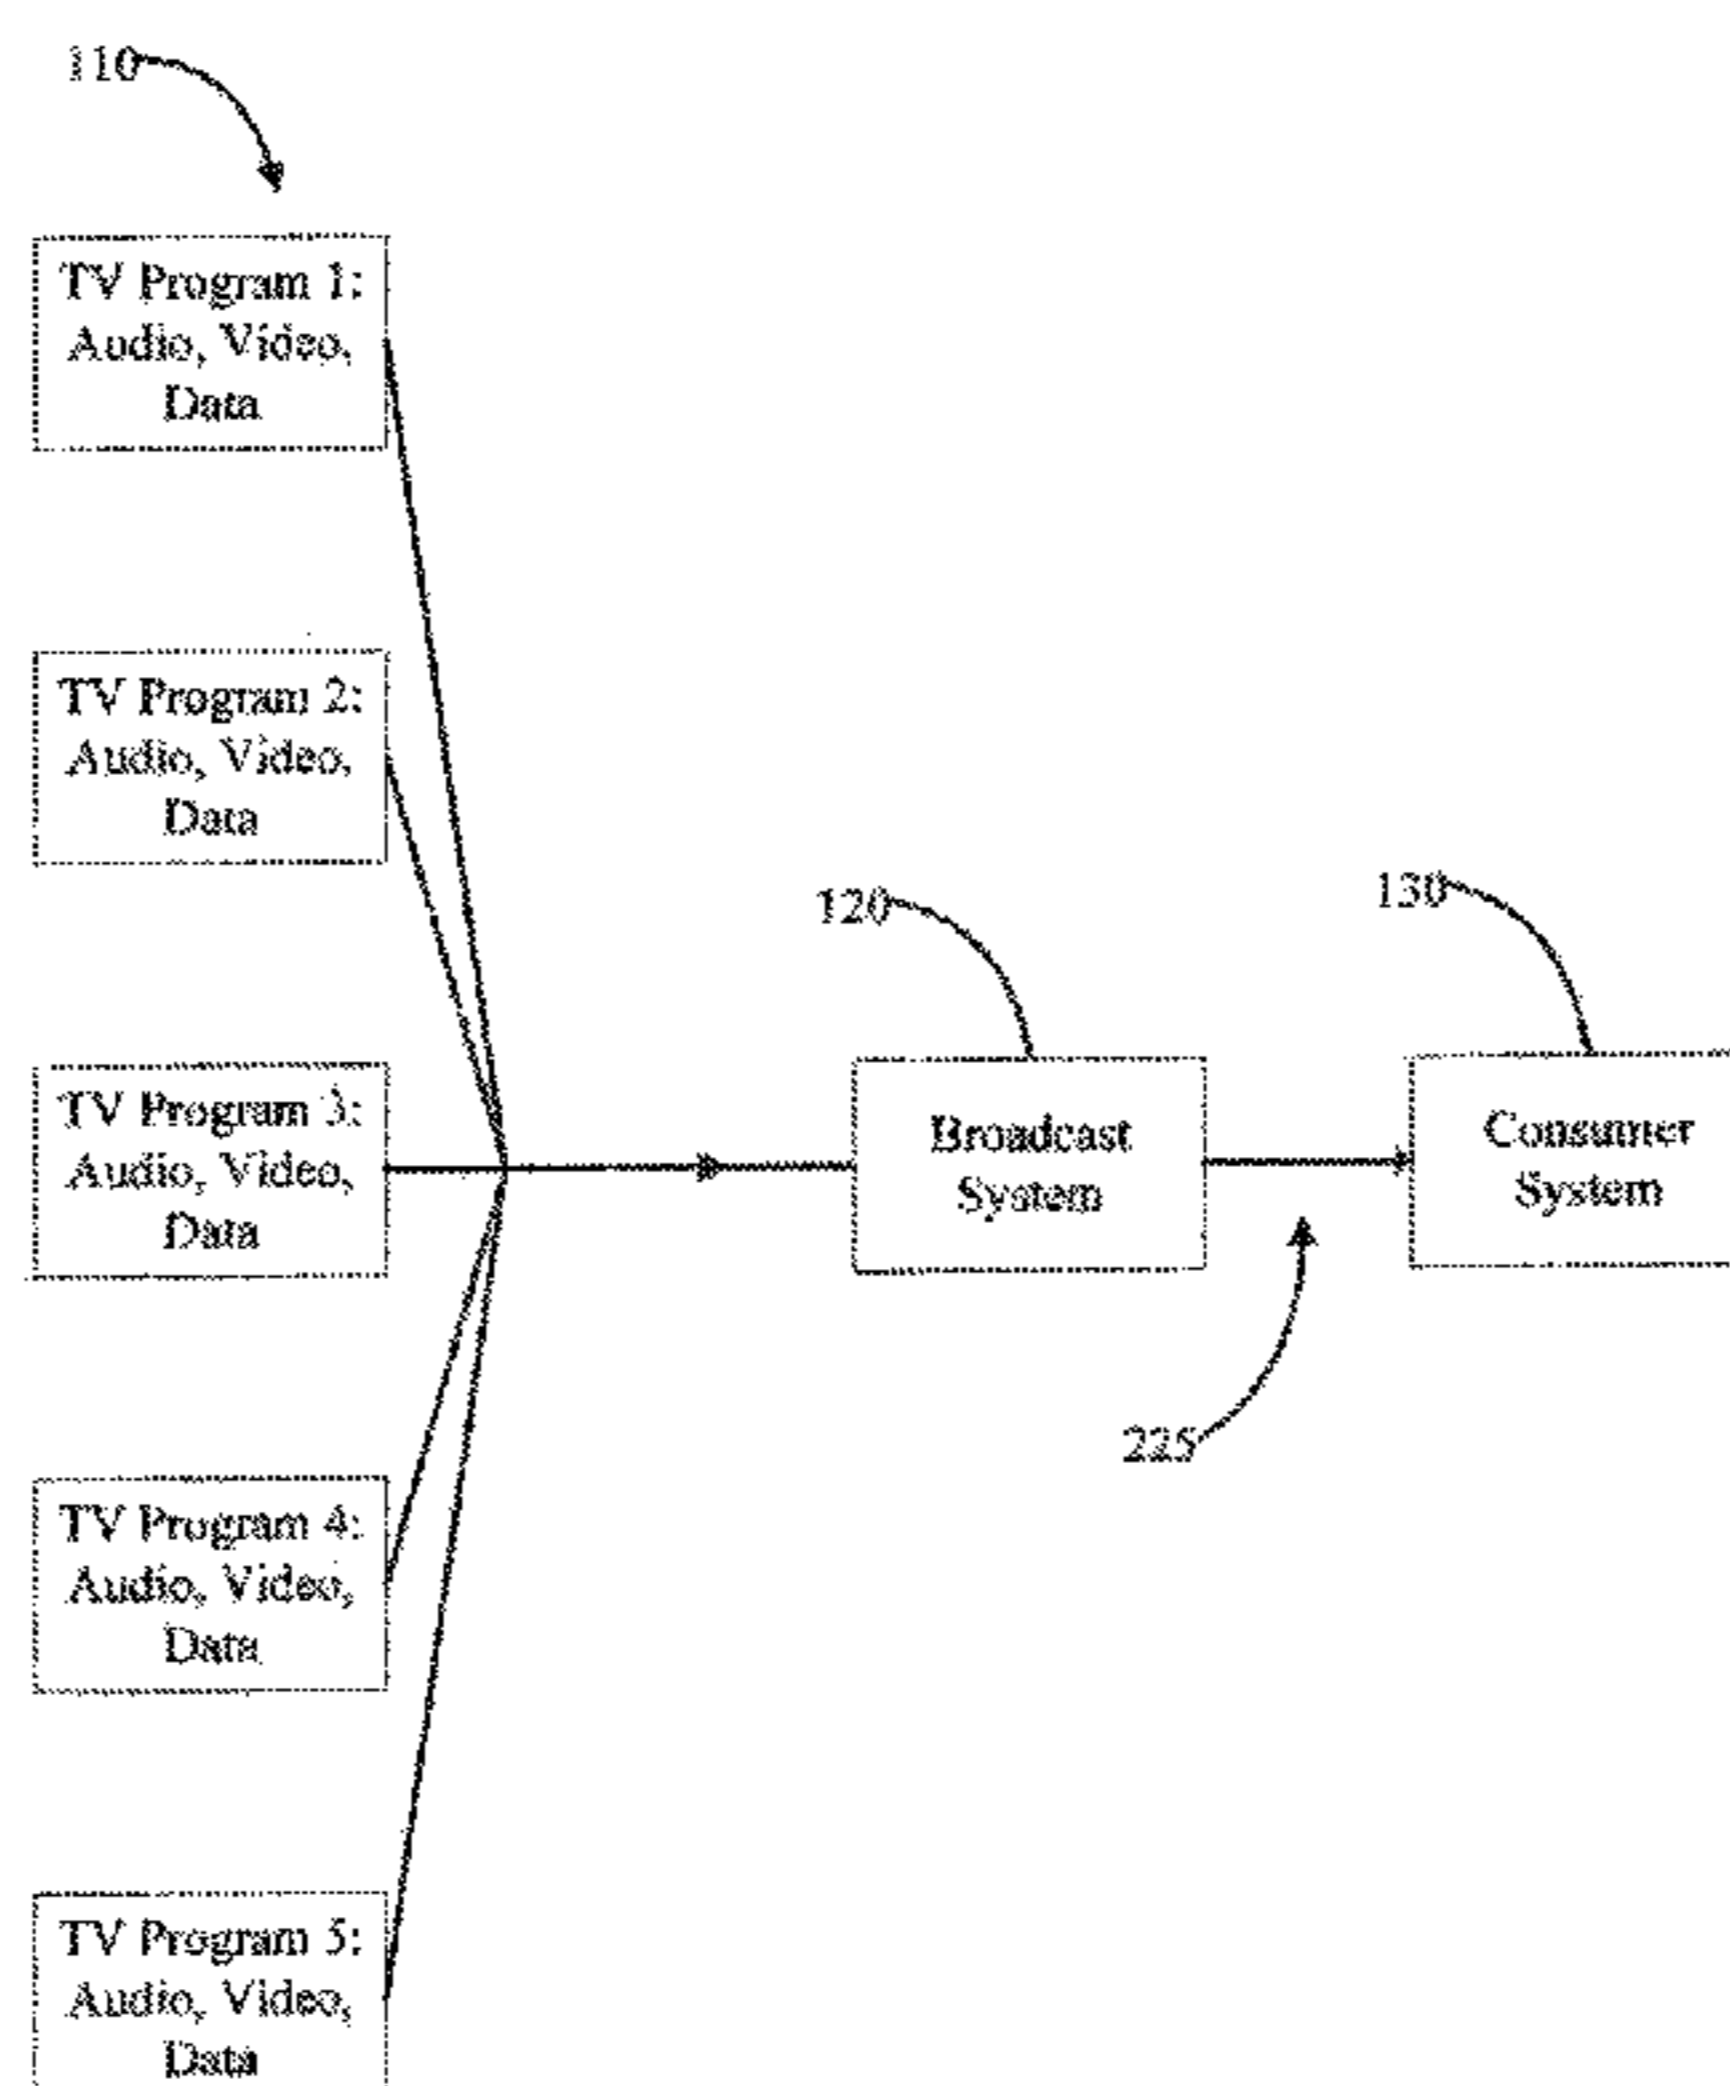 110
TV Program 1:
Audio, Video,
Data
TV Program 2:
Audio, Video,
Data
120
130
TV Program 3:
Audio, Video,
Data
Broadcast
System
Consumer
System
225
TV Program 4:
Audio, Video,
Data
TV Program 5:
Audio, Video,
Data